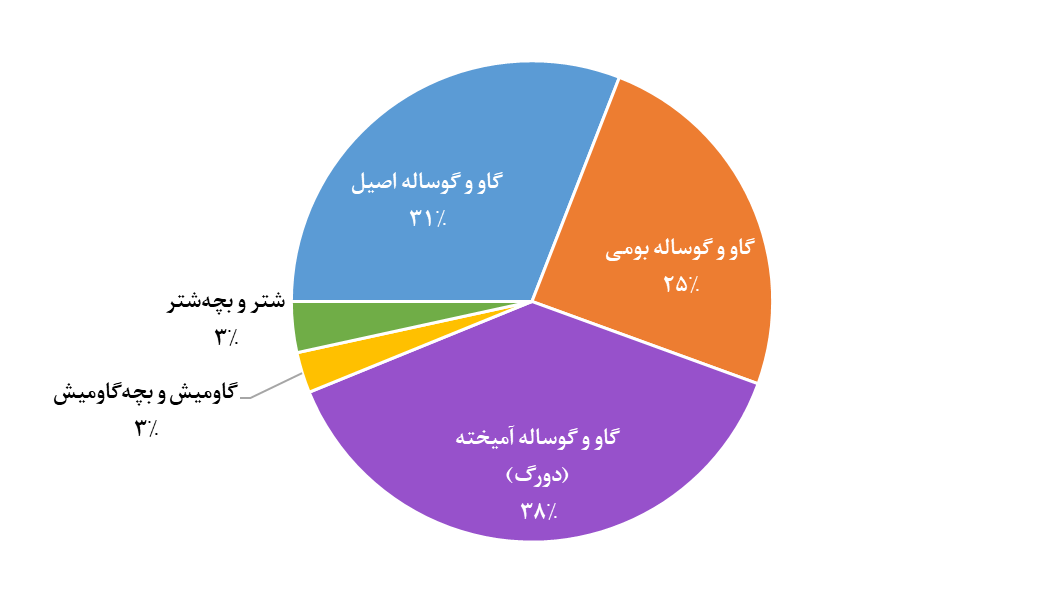 گاو و گوساله اصیل
۳۱٪
گاو و گوساله بومی
۲۵٪
شتر و بچه‌شتر
۳٪
گاومیش و بچه‌گاومیش
۳٪
گاو و گوساله آمیخته
(دورگ)
۳۸٪